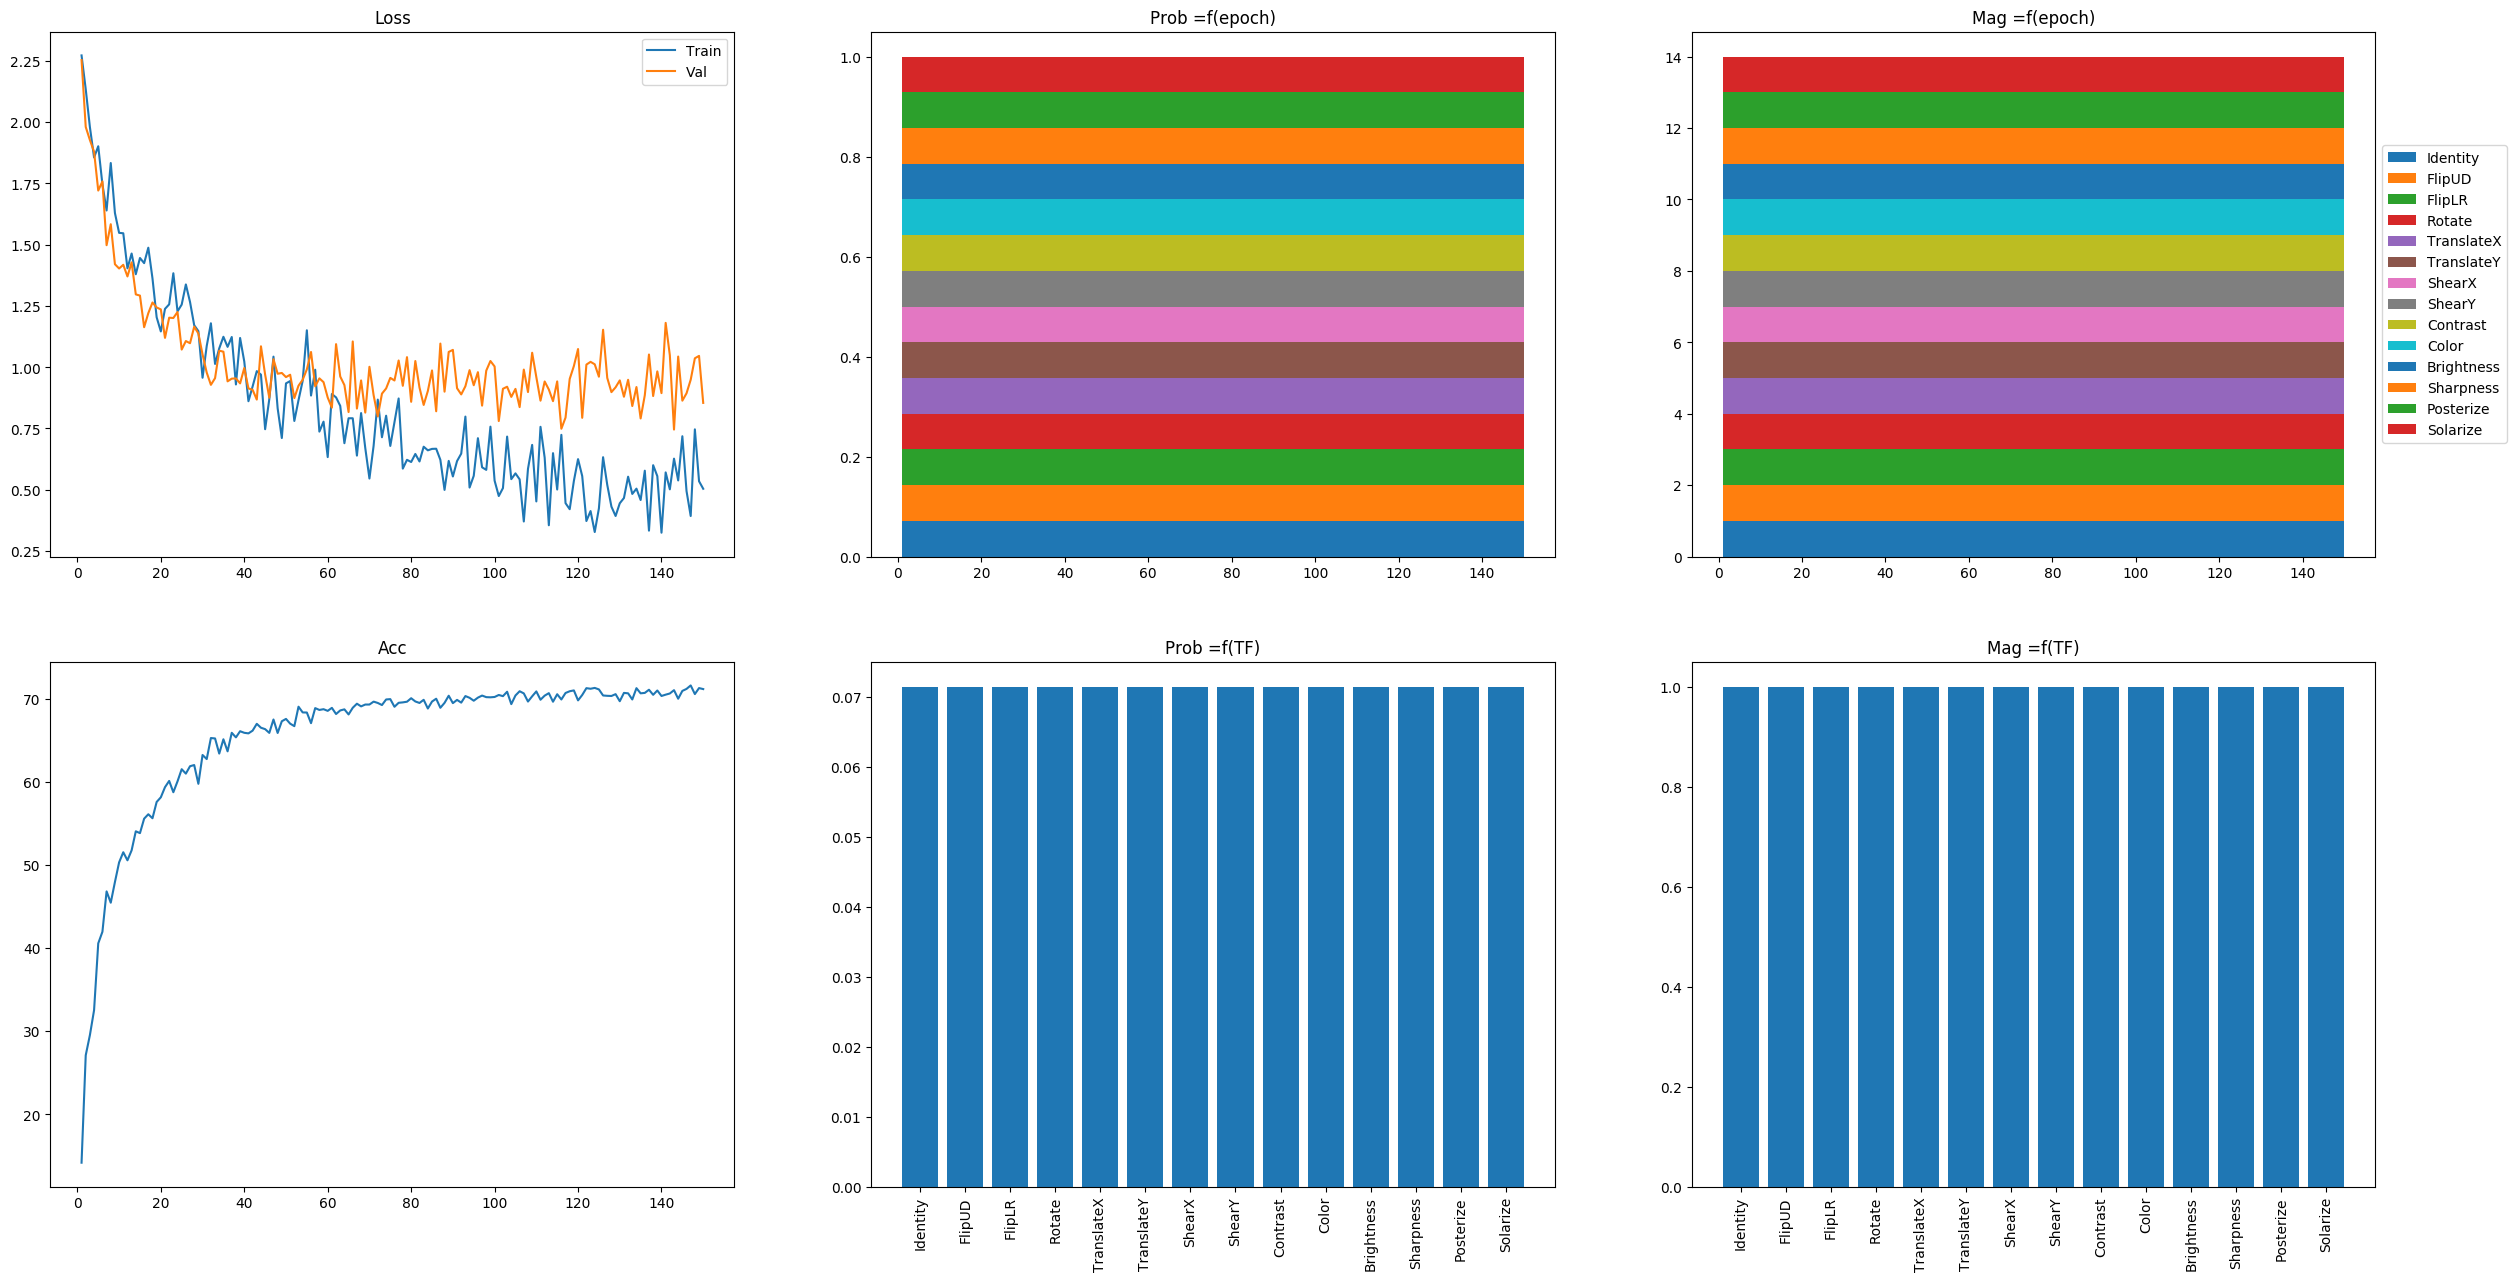 Loss
2.25
2.00
1.75
1.50
1.25
1.00
0.75
0.50
0.25
0 20 40 60 80 100 120 140
Train
Val
Prob =f(epoch)
1.0
0.8
0.6
0.4
0.2
0.0
0 20 40 60 80 100 120 140
Mag =f(epoch)
14
12
10
8
6
4
2
0
0 20 40 60 80 100 120 140
Identity
FlipUD
FlipLR
Rotate
TranslateX
TranslateY
ShearX
ShearY
Contrast
Color
Brightness
Sharpness
Posterize
Solarize
Acc
70
60
50
40
30
20
0 20 40 60 80 100 120 140
Prob =f(TF)
0.07
0.06
0.05
0.04
0.03
0.02
0.01
0.00
Identity
FlipUD
FlipLR
Rotate
TranslateX
TranslateY
ShearX
ShearY
Contrast
Color
Brightness
Sharpness
Posterize
Solarize
Mag =f(TF)
1.0
0.8
0.6
0.4
0.2
0.0
Identity
FlipUD
FlipLR
Rotate
TranslateX
TranslateY
ShearX
ShearY
Contrast
Color
Brightness
Sharpness
Posterize
Solarize